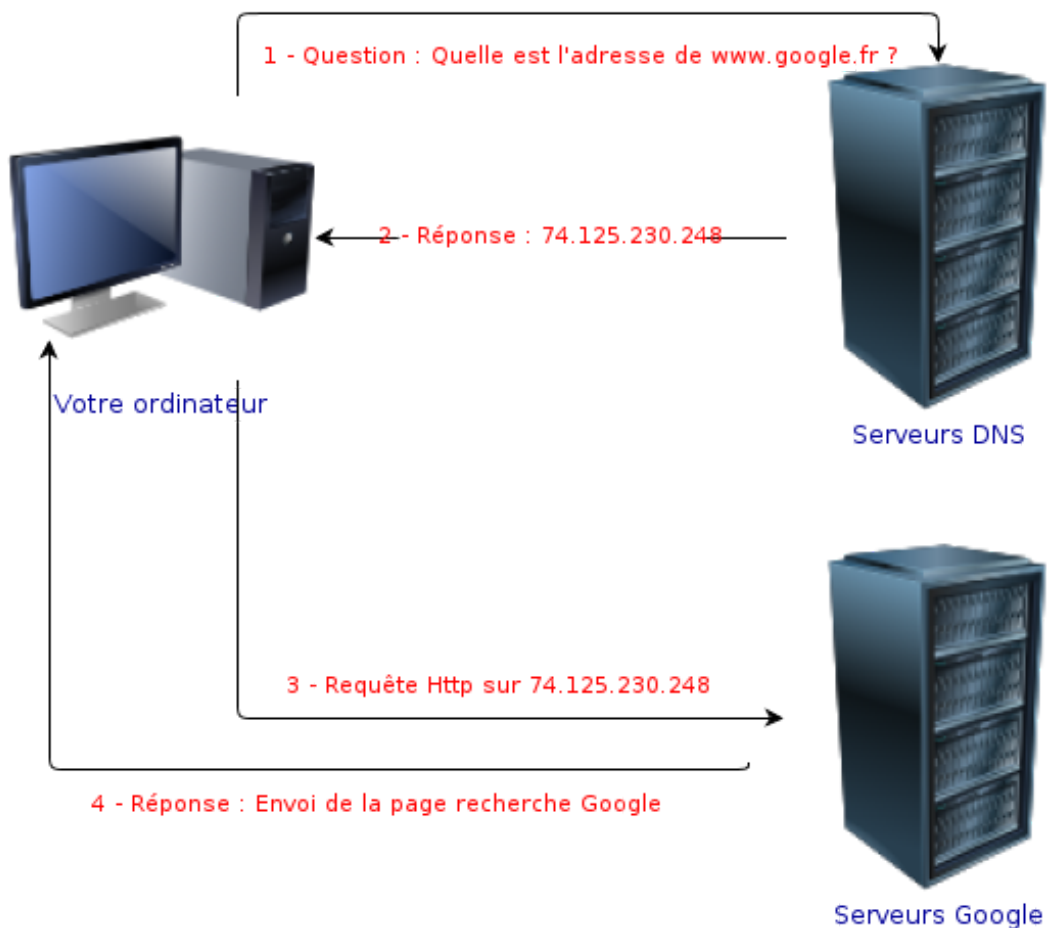 1 - Question : Quelle est l'adresse de www.google.fr ?
2 - Réponse : 74.125.230.248
Votre ordinateur
Serveurs DNS
3 - Requête Http sur 74.125.230.248
4 - Réponse : Envoi de la page recherche Google
Serveurs Google